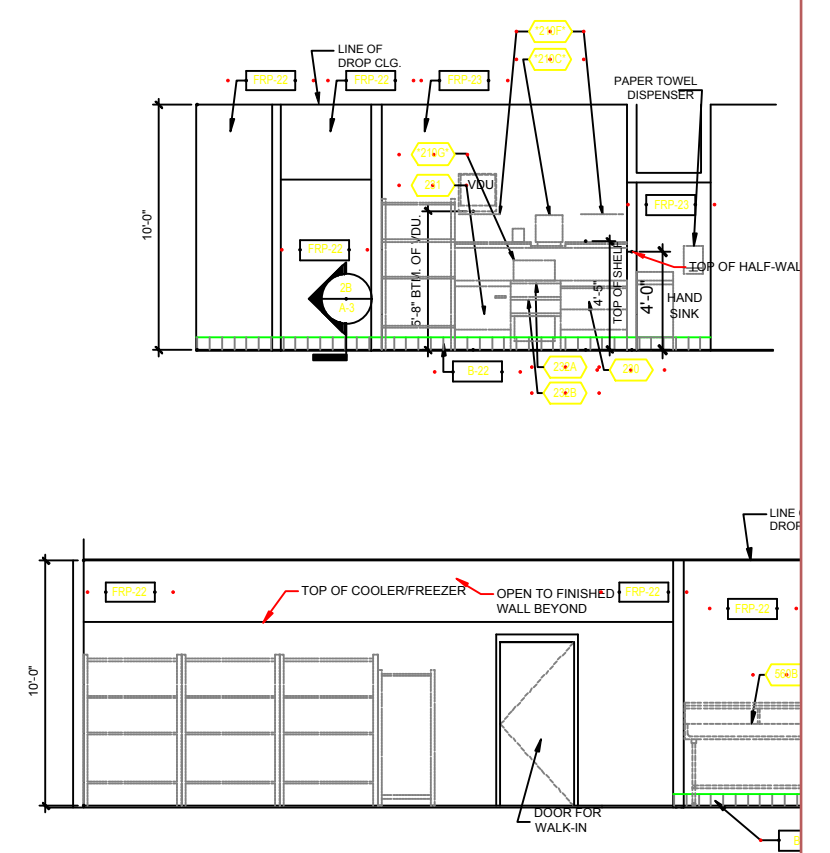 "210F"
LINE OF
DROP CLG.
"210C"
FRP-22
FRP-22
FRP-23
PAPER TOWEL
DISPENSER
"210G"
VDU
FRP-23
10'-0"
5'-8" BTM. OF VDU.
FRP-22
TOP OF HALF-WAL
2B
A-3
4'-5"
TOP OF SHELF
4'-0"
HAND
SINK
B-22
LINE
DROP
TOP OF COOLER/FREEZER
OPEN TO FINISHED
WALL BEYOND
FRP-22
FRP-22
FRP-22
10'-0"
DOOR FOR
WALK-IN